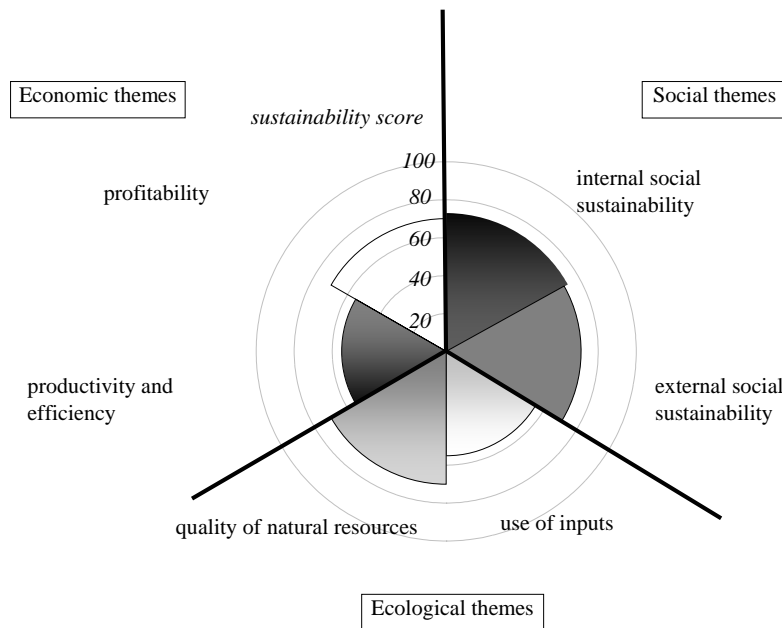 Economic themes
Social themes
sustainability score
100
internal social
sustainability
profitability
80
60
40
20
productivity and
efficiency
external social
sustainability
quality of natural resources
use of inputs
Ecological themes